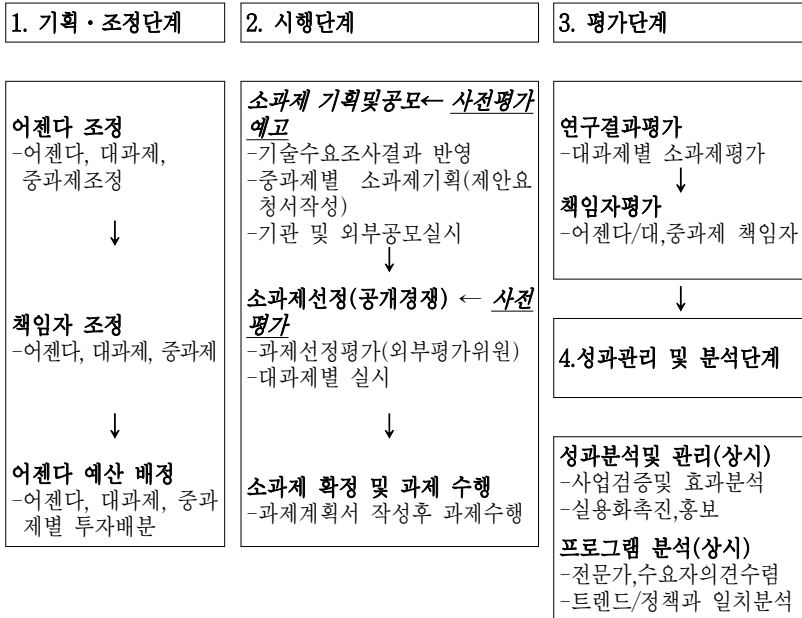 1. 기획・조정단계
어젠다 조정
-어젠다, 대과제,
중과제조정
↓
책임자 조정
-어젠다, 대과제, 중과제
↓
어젠다 예산 배정
-어젠다, 대과제, 중과
제별 투자배분
2. 시행단계
소과제 기획및공모← 사전평가
예고
-기술수요조사결과 반영
-중과제별 소과제기획(제안요
청서작성)
-기관 및 외부공모실시
↓
소과제선정(공개경쟁) ← 사전
평가
-과제선정평가(외부평가위원)
-대과제별 실시
↓
소과제 확정 및 과제 수행
-과제계획서 작성후 과제수행
3. 평가단계
연구결과평가
-대과제별 소과제평가
↓
책임자평가
-어젠다/대,중과제 책임자
↓
4.성과관리 및 분석단계
성과분석및 관리(상시)
-사업검증및 효과분석
-실용화촉진,홍보
프로그램 분석(상시)
-전문가,수요자의견수렴
-트렌드/정책과 일치분석